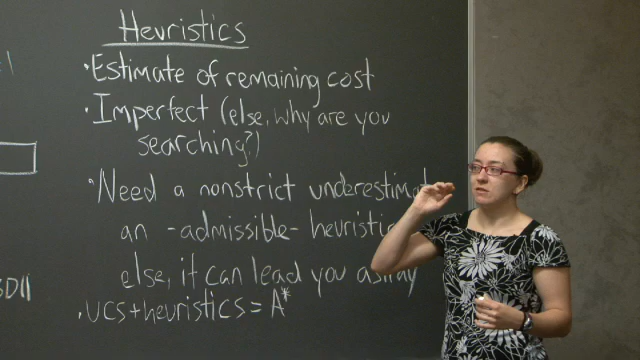 Heuristics
·Estimate of remaining cost
·Imperfect (else, why are you
searching?)
·Need a nonstrict underestimat
an -admissible- heuristic
else, it can lead you astray
·UCS+heuristics=A*